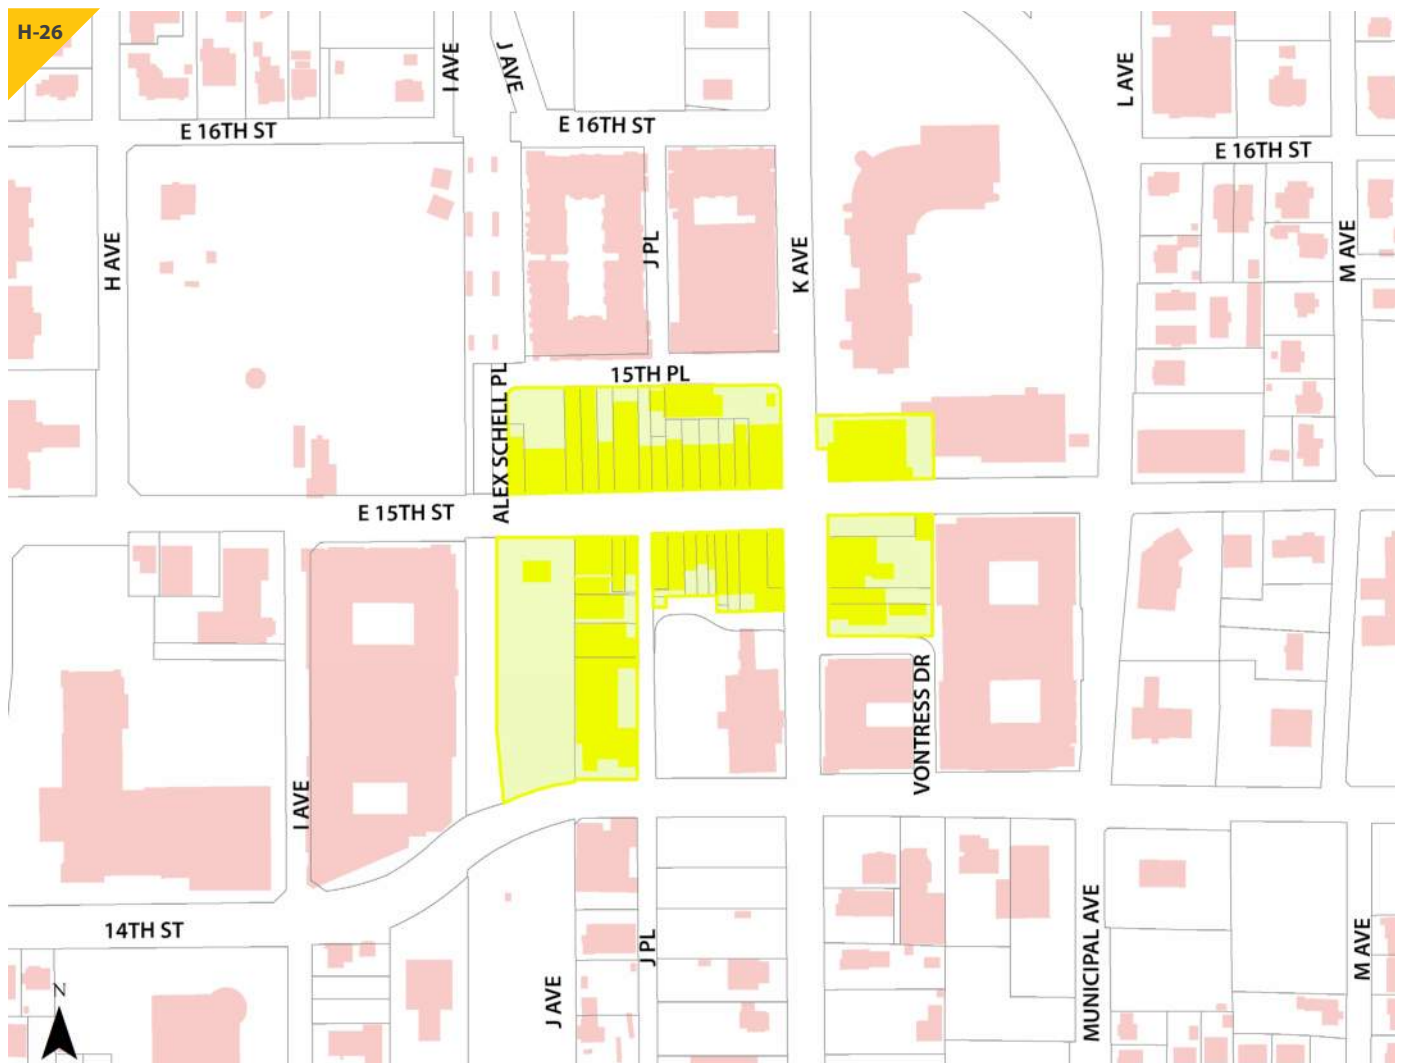 H-26
I AVE
J AVE
L AVE
E 16TH ST
E 16TH ST
E 16TH ST
H AVE
J PL
K AVE
M AVE
15TH PL
ALEX SCHELL PL
E 15TH ST
VONTRESS DR
I AVE
14TH ST
J PL
MUNICIPAL AVE
M AVE
J AVE
N